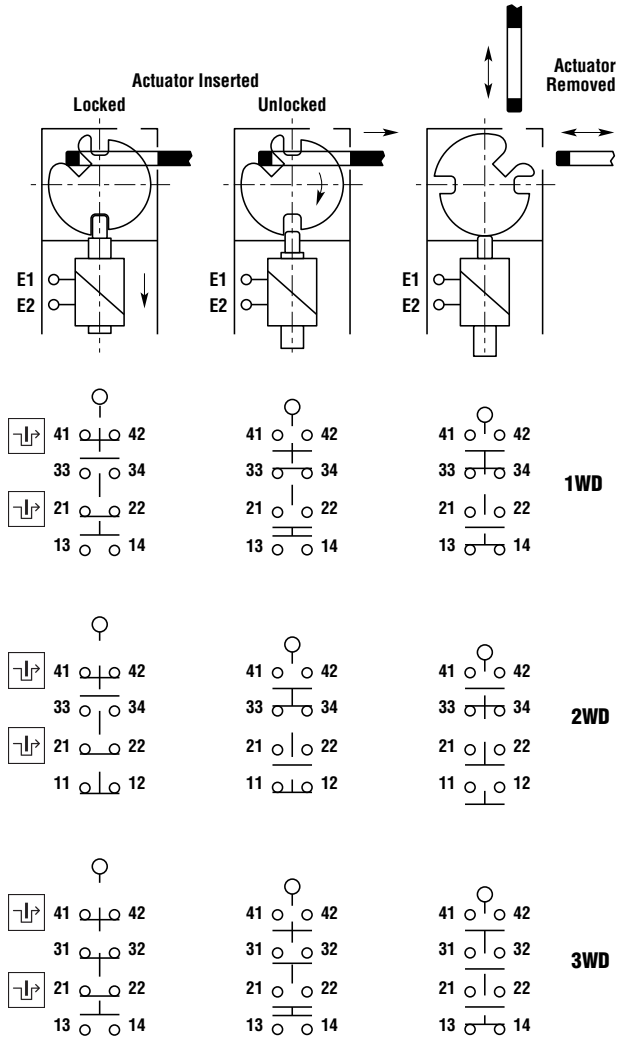 Actuator Inserted
Actuator
Removed
Locked
Unlocked
E1 E1 E1
E2 E2 E2
41 42 41 42 41 42
33 34 33 34 33 34
1WD
21 22 21 22 21 22
13 14 13 14 13 14
41 42 41 42 41 42
33 34 33 34 33 34
2WD
21 22 21 22 21 22
11 12 11 12 11 12
41 42 41 42 41 42
31 32 31 32 31 32
3WD
21 22 21 22 21 22
13 14 13 14 13 14